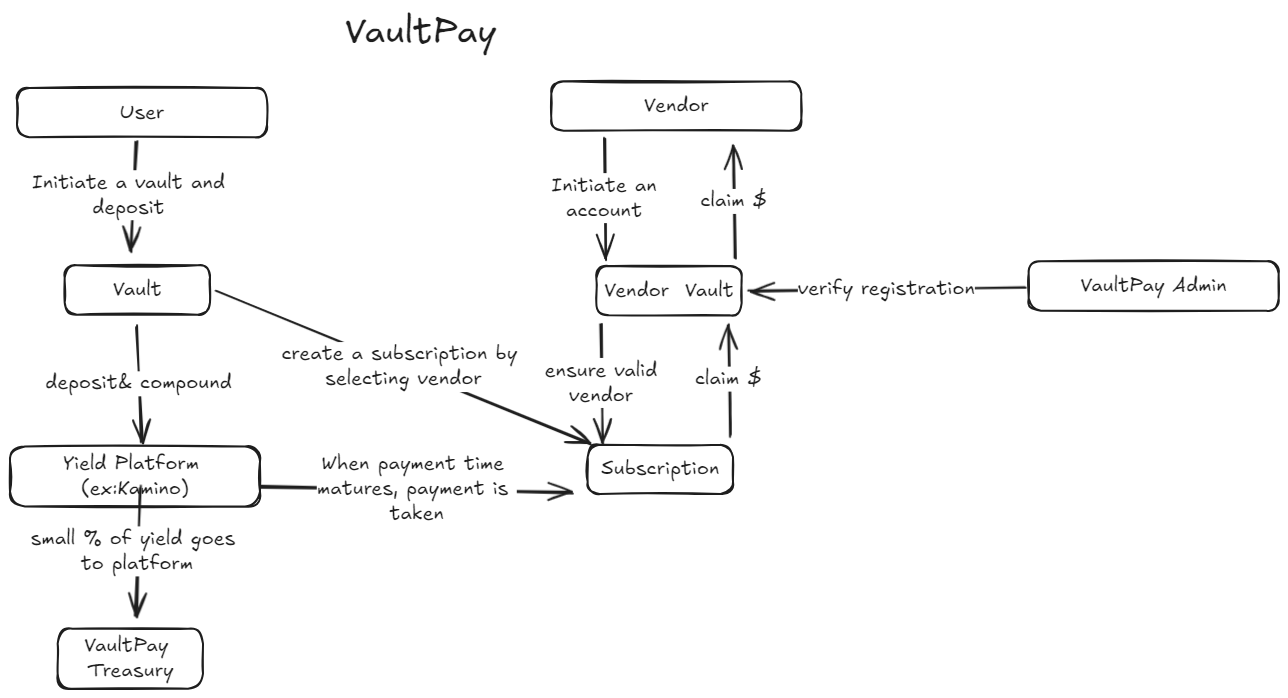 VaultPay
User
Initiate a vault and
deposit
Vault
deposit& compound
Yield Platform
(ex:Kamino)
small % of yield goes
to platform
VaultPay
Treasury
create a subscription by
selecting vendor
When payment time
matures, payment is
taken
Vendor
Initiate an
account
claim $
Vendor Vault
ensure valid
vendor
claim $
Subscription
verify registration
VaultPay Admin